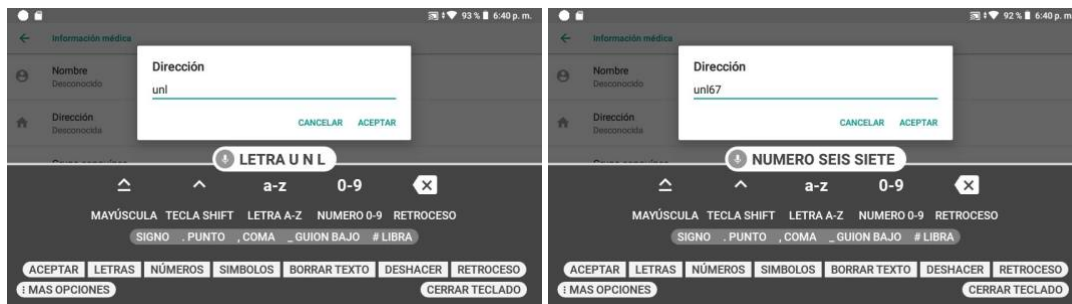 93 % 6:40 p. m.
Información médica
Nombre
Desconocido
Dirección
Desconocida
Dirección
unl
CANCELAR ACEPTAR
LETRA U N L
a-z 0-9
MAYÚSCULA TECLA SHIFT LETRA A-Z NUMERO 0-9 RETROCESO
SIGNO . PUNTO , COMA _ GUION BAJO # LIBRA
ACEPTAR LETRAS NÚMEROS SIMBOLOS BORRAR TEXTO DESHACER RETROCESO
MAS OPCIONES CERRAR TECLADO
92 % 6:40 p. m
Información médica
Nombre
Desconocido
Dirección
Desconocida
Dirección
unl67
CANCELAR ACEPTAR
NUMERO SEIS SIETE
a-z 0-9
MAYÚSCULA TECLA SHIFT LETRA A-Z NUMERO 0-9 RETROCESO
SIGNO . PUNTO , COMA _ GUION BAJO # LIBRA
ACEPTAR LETRAS NÚMEROS SIMBOLOS BORRAR TEXTO DESHACER RETROCESO
MAS OPCIONES CERRAR TECLADO